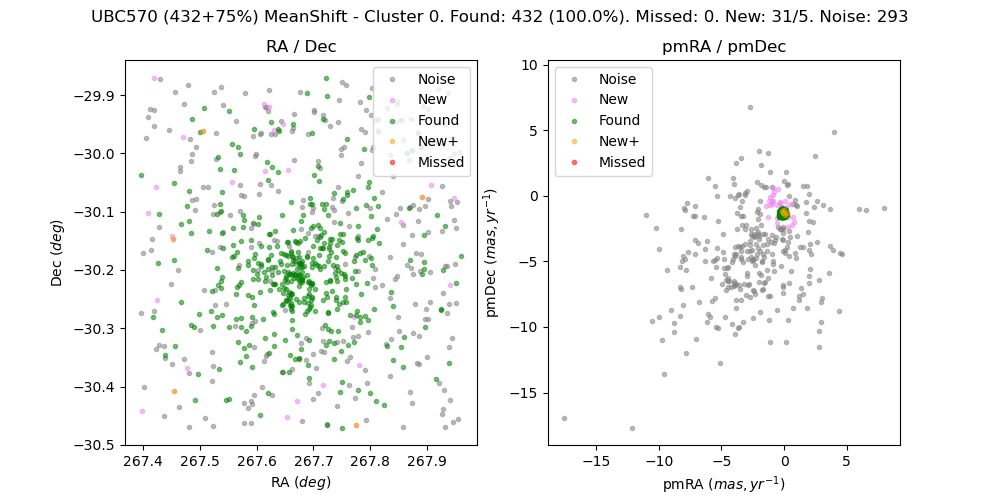 UBC570 (432+75%) MeanShift - Cluster 0. Found: 432 (100.0%). Missed: 0. New: 31/5. Noise: 293
RA / Dec
−29.9
−30.0
−30.1
−30.2
−30.3
−30.4
−30.5
Dec (deg)
267.4 267.5 267.6 267.7 267.8 267.9
RA (deg)
Noise
New
Found
New+
Missed
pmRA / pmDec
10
5
0
−5
−10
−15
pmDec (mas, yr⁻¹)
−15 −10 −5 0 5
pmRA (mas, yr⁻¹)
Noise
New
Found
New+
Missed